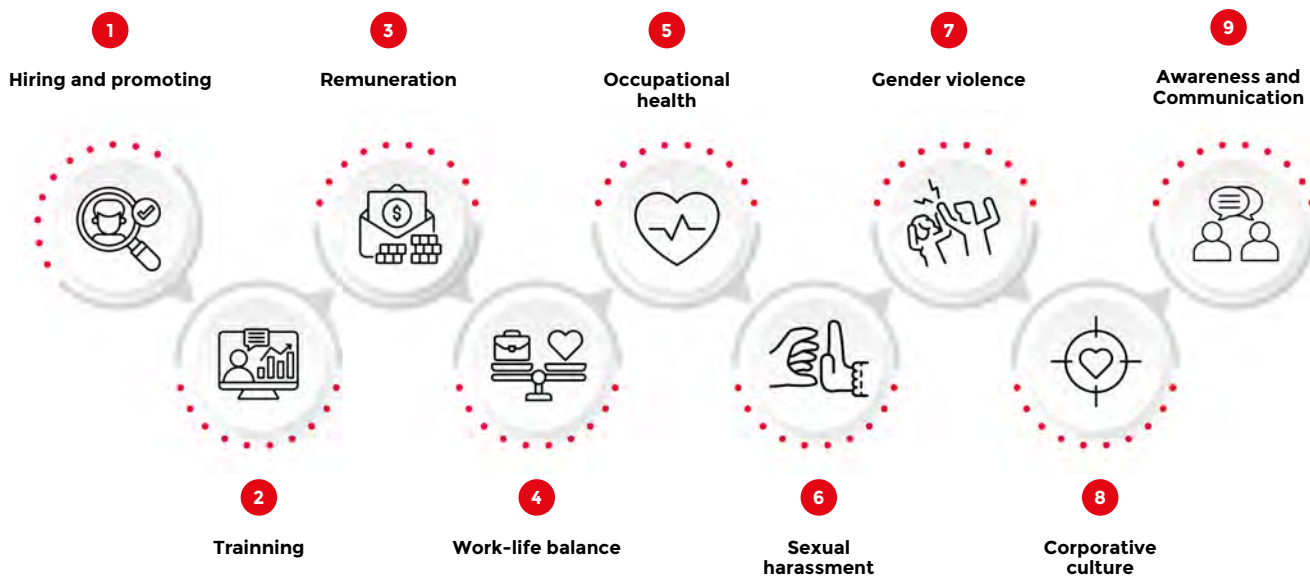 1
Hiring and promoting
2
Trainning
3
Remuneration
$
4
Work-life balance
5
Occupational
health
6
Sexual
harassment
7
Gender violence
8
Corporative
culture
9
Awareness and
Communication